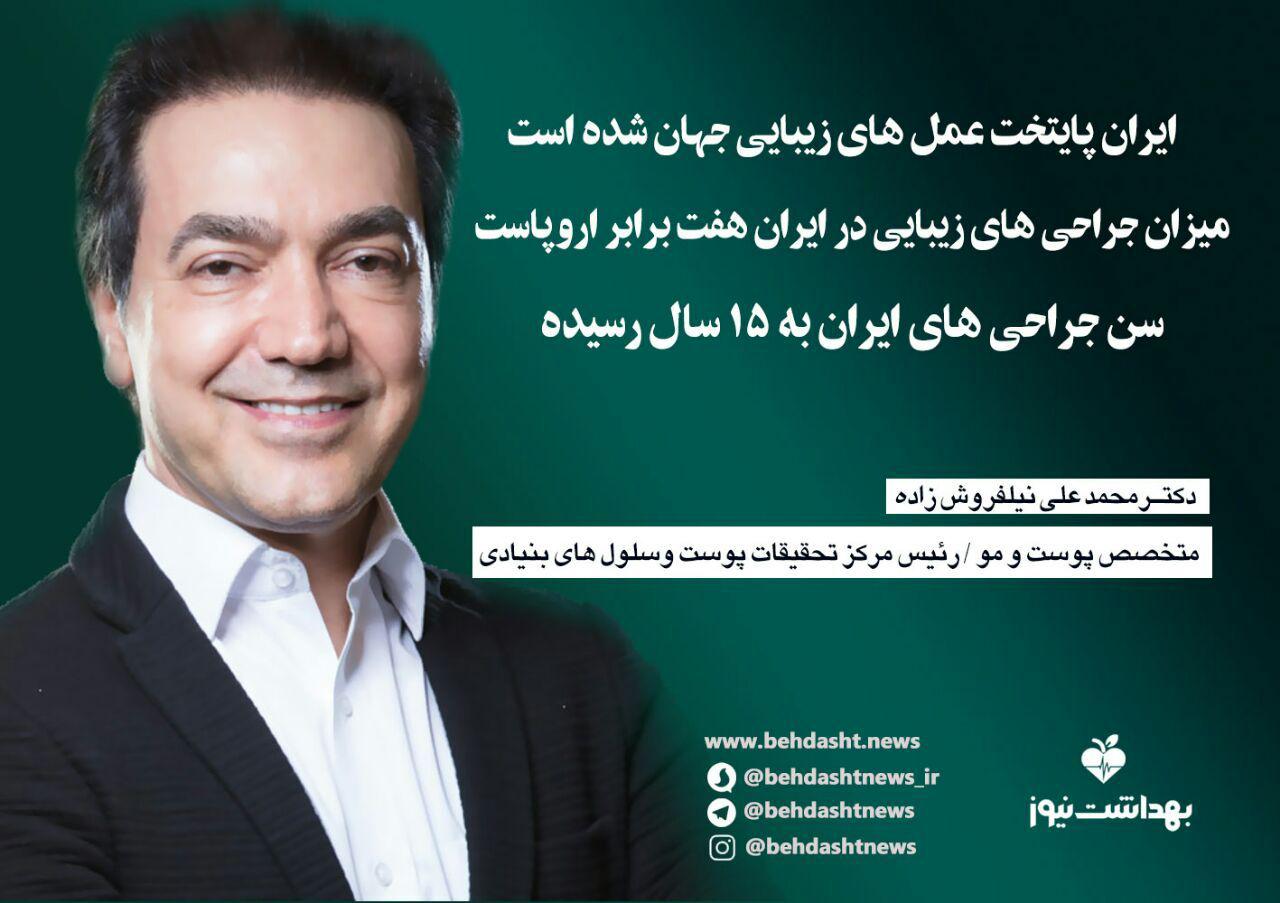 ایران پایتخت عمل های زیبایی جهان شده است
میزان جراحی های زیبایی در ایران هفت برابر اروپاست
سن جراحی های ایران به ۱۵ سال رسیده
دکتر محمد علی نیلفروش زاده
متخصص پوست و مو / رئیس مرکز تحقیقات پوست و سلول های بنیادی
www.behdasht.news
@behdashtnews_ir
@behdashtnews
@behdashtnews
بهداشت نیوز